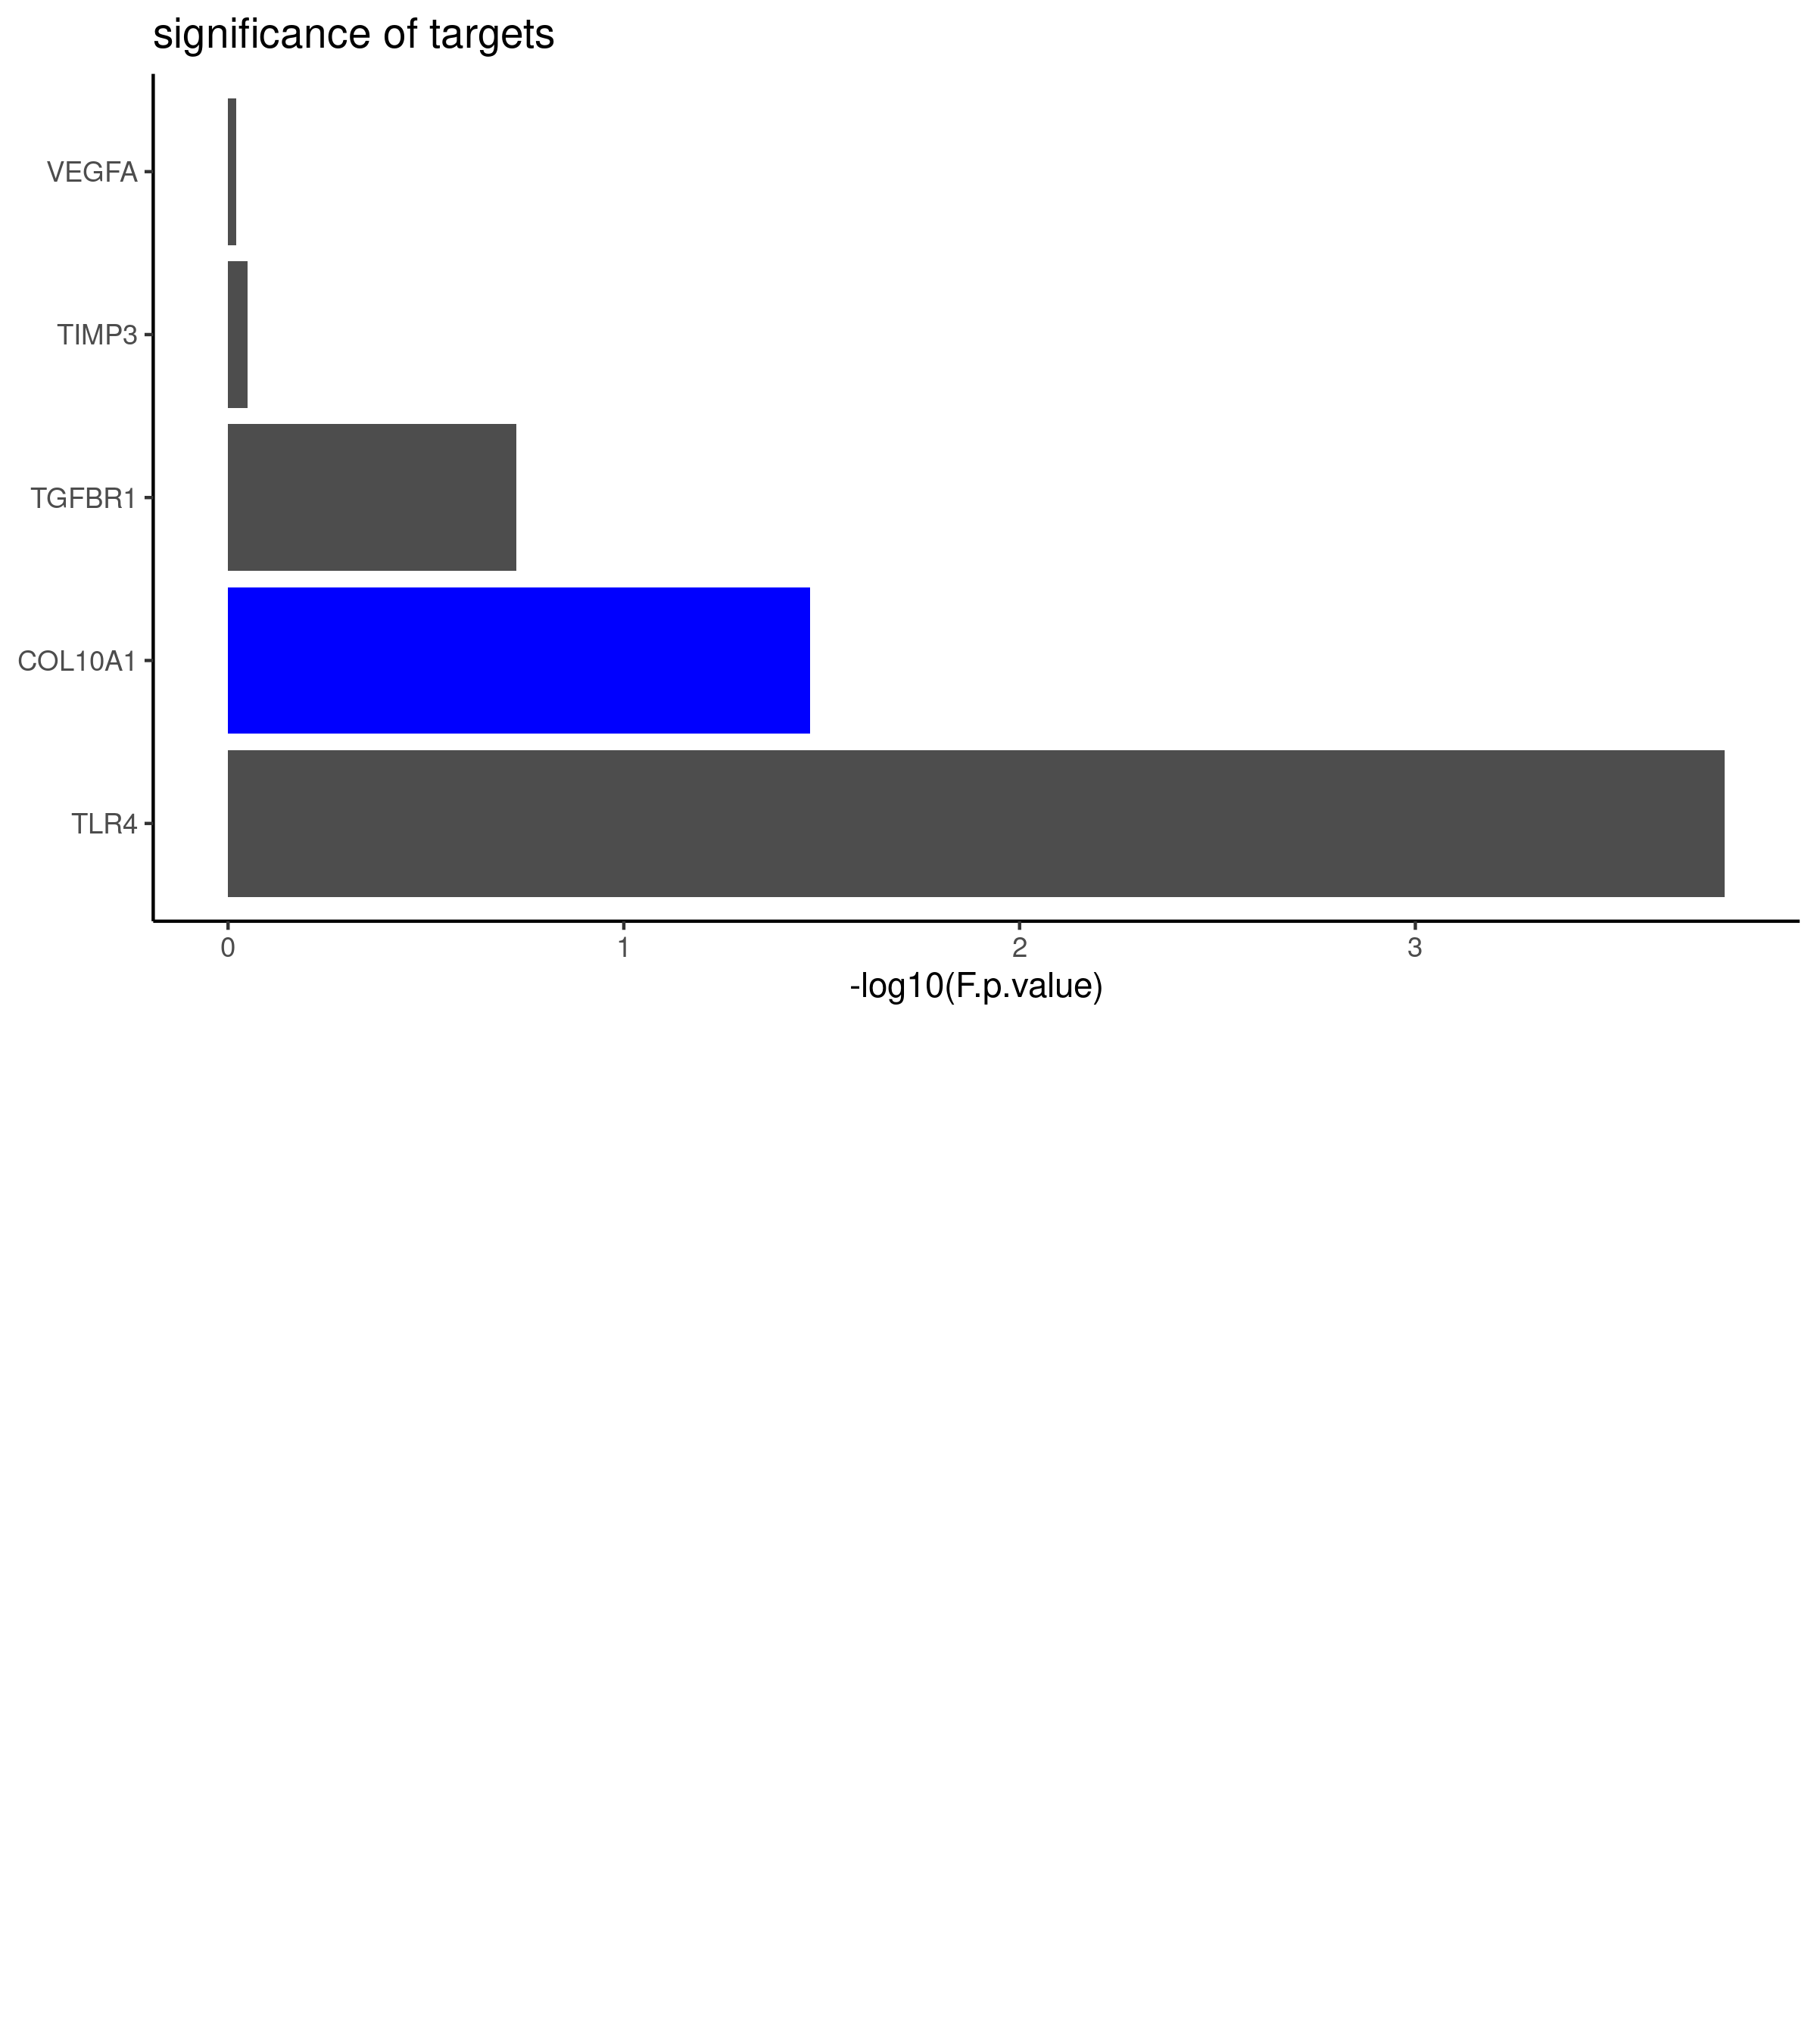 significance of targets
VEGFA
TIMP3
TGFBR1
COL10A1
TLR4
0 1 2 3
-log10(F.p.value)